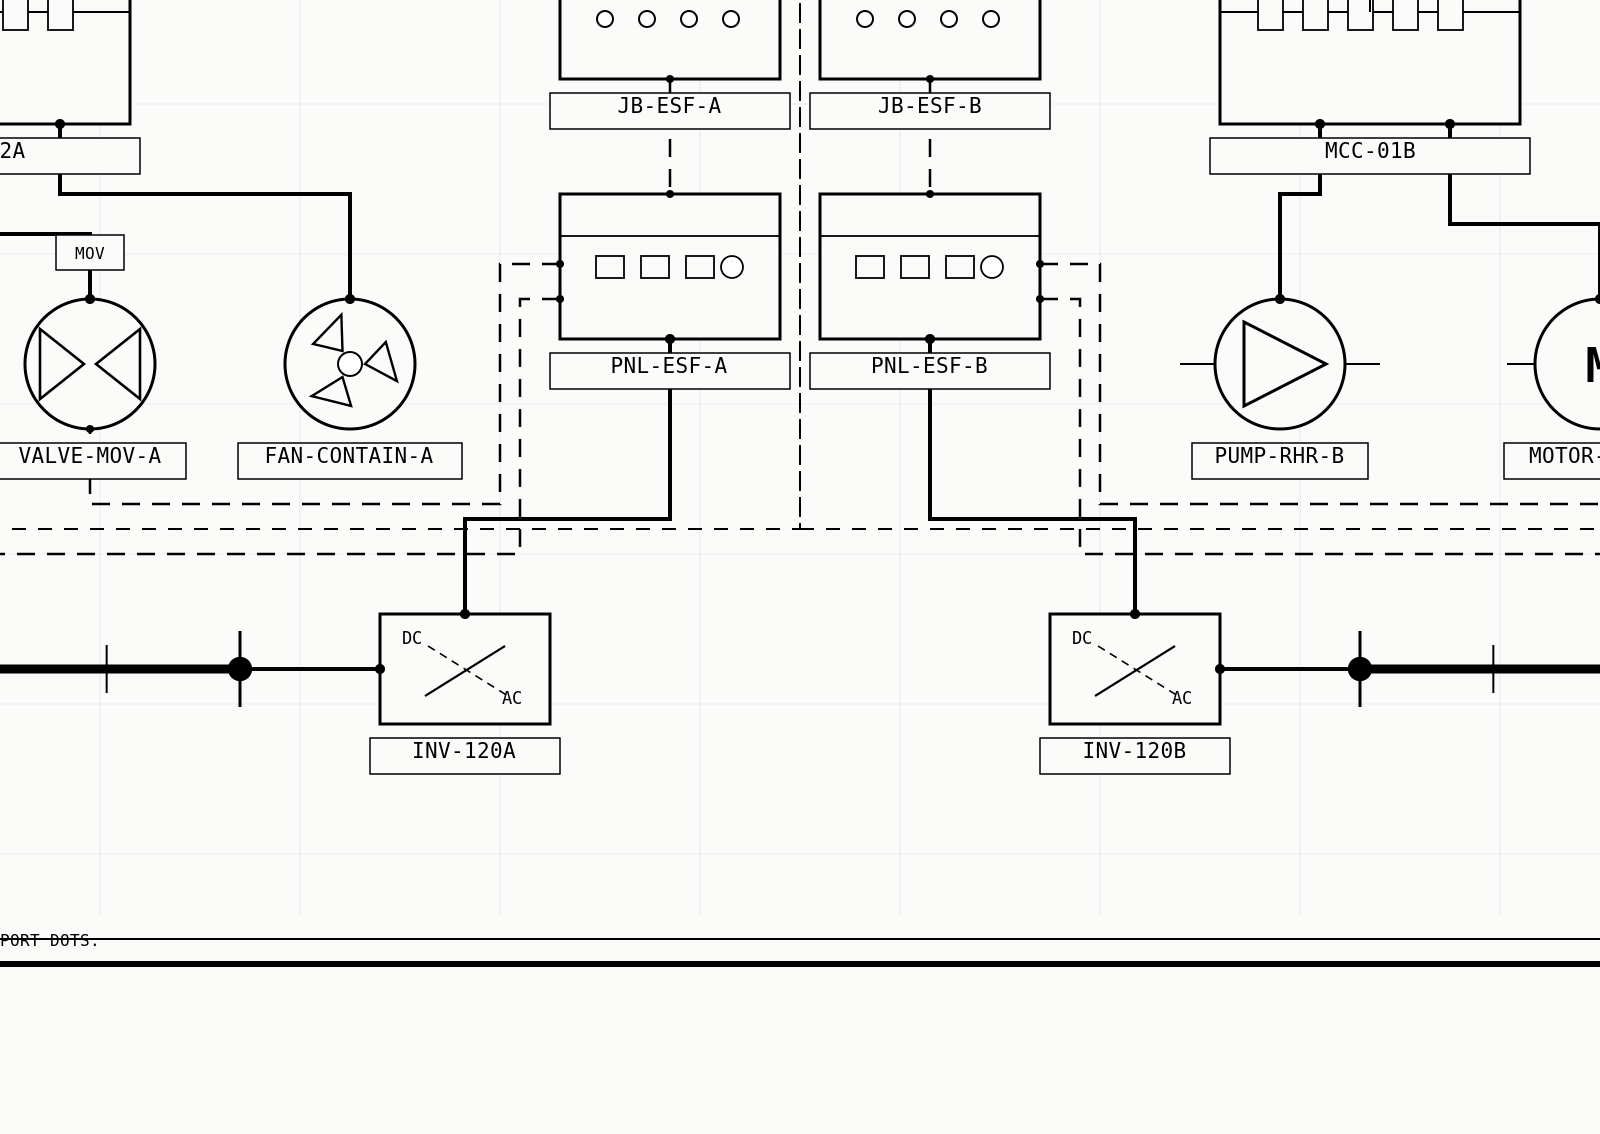 JB-ESF-A
JB-ESF-B
2A
MCC-01B
MOV
PNL-ESF-A
PNL-ESF-B
VALVE-MOV-A
FAN-CONTAIN-A
PUMP-RHR-B
MOTOR-
M
DC
AC
INV-120A
DC
AC
INV-120B
PORT DOTS.